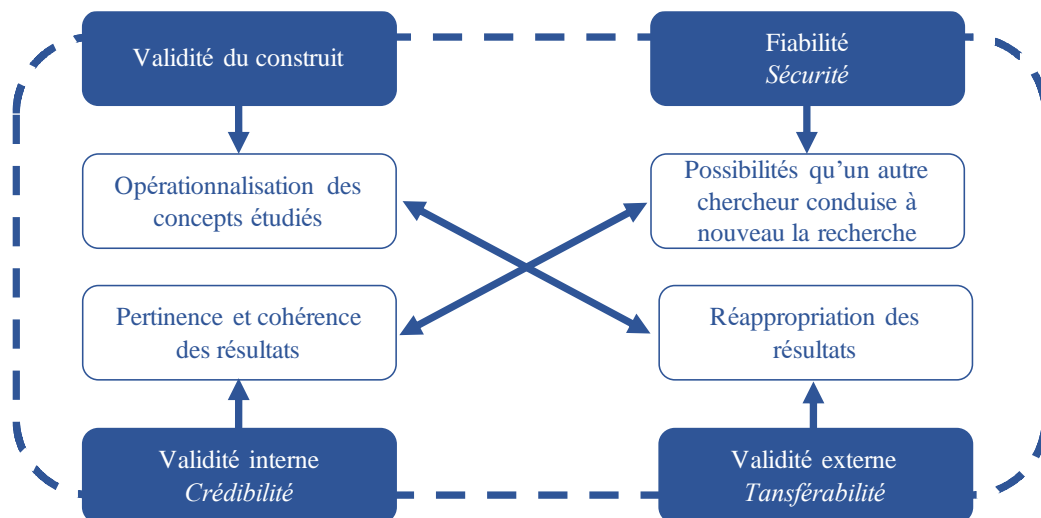 Validité du construit
Fiabilité
Sécurité
Opérationnalisation des
concepts étudiés
Possibilités qu’un autre
chercheur conduise à
nouveau la recherche
Pertinence et cohérence
des résultats
Réappropriation des
résultats
Validité interne
Crédibilité
Validité externe
Tansférabilité